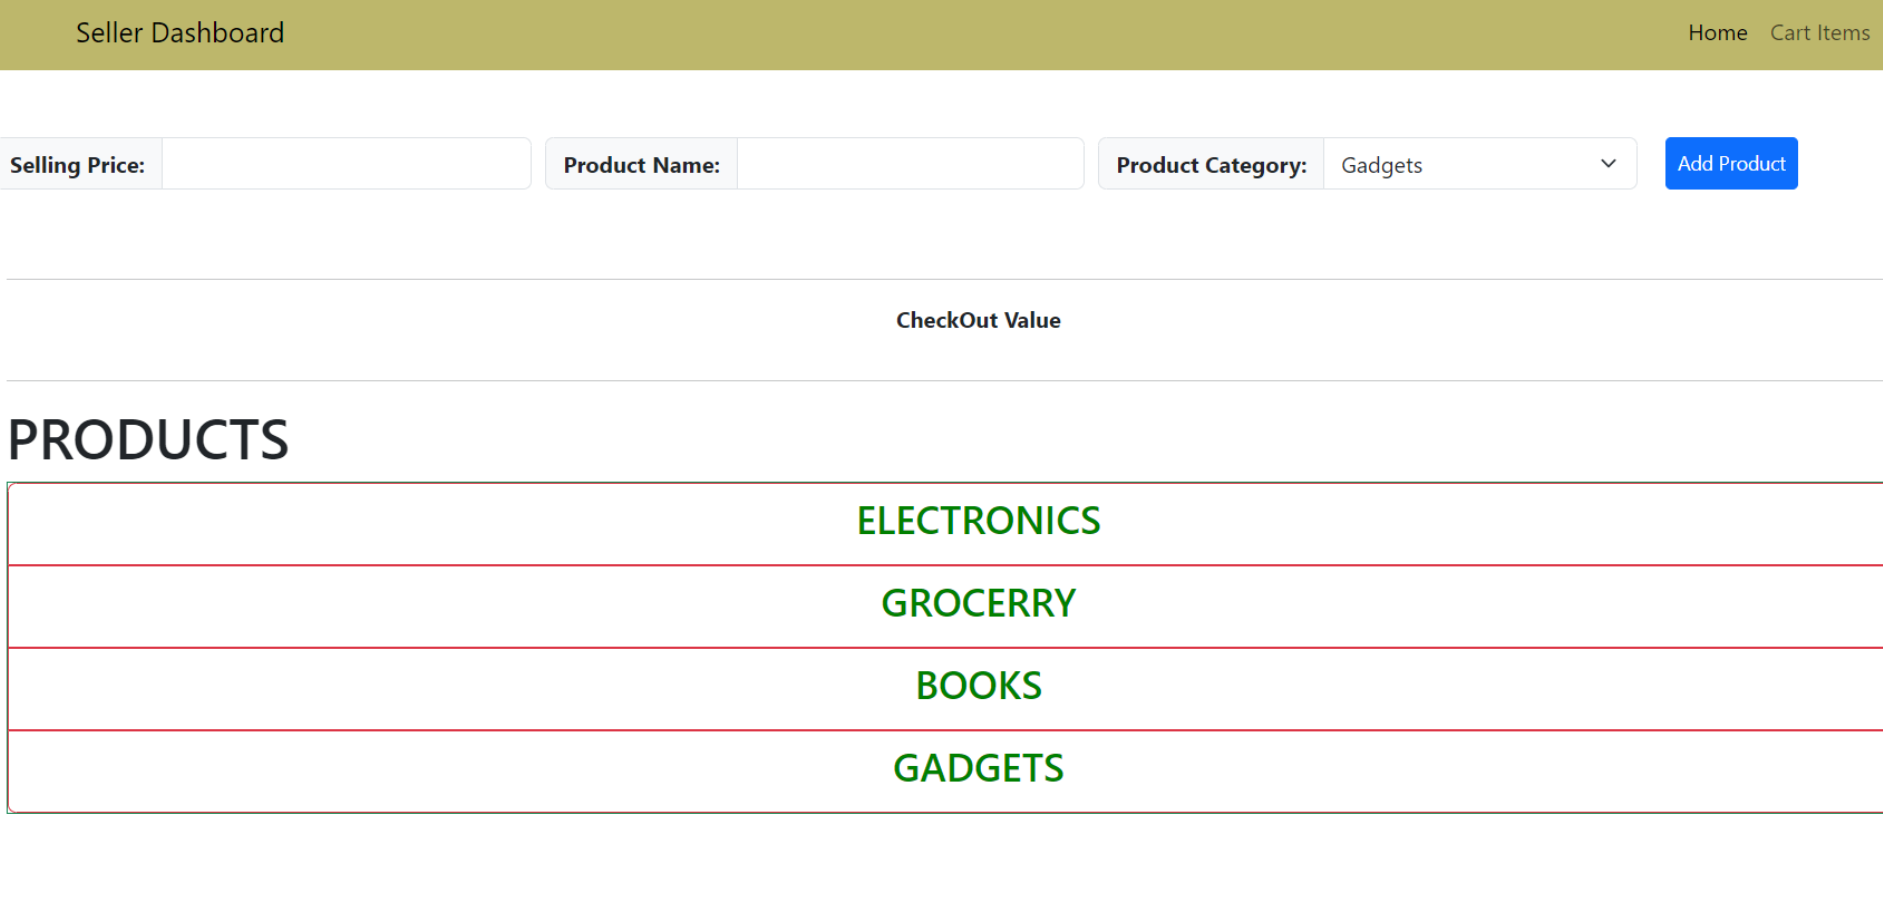 Seller Dashboard
Home Cart Items
Selling Price: Product Name: Product Category: Gadgets Add Product
CheckOut Value
PRODUCTS
ELECTRONICS
GROCERRY
BOOKS
GADGETS